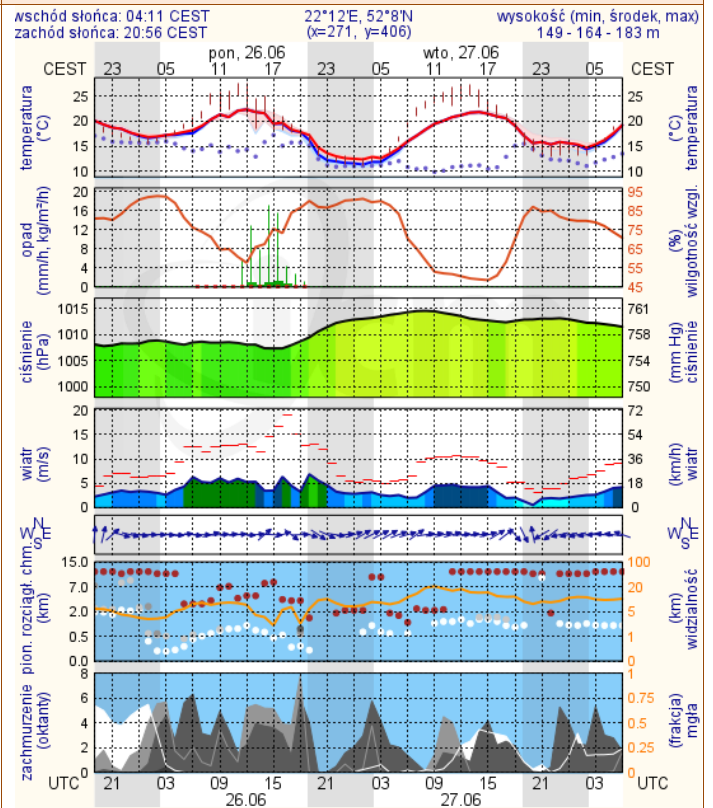 wschód słońca: 04:11 CEST 22°12'E, 52°8'N wysokość (min, środek, max)
zachód słońca: 20:56 CEST (x=271, y=406) 149 - 164 - 183 m
pon, 26.06 wto, 27.06
CEST 23 05 11 17 23 05 11 17 23 05 CEST
temperatura (°C)
25
20
15
10
25
20
15
10
(°C) temperatura
opad (mm/h, kg/m²/h)
20
16
12
8
4
0
95
85
75
65
55
45
(%) wilgotność wzgl.
ciśnienie (hPa)
1015
1010
1005
1000
761
758
754
750
(mm Hg) ciśnienie
wiatr (m/s)
20
15
10
5
0
72
54
36
18
0
(km/h) wiatr
N
W E
S
N
W E
S
pion. rozciągł. chm. (km)
15.0
7.0
2.0
0.5
0.0
100
20
5
1
0
(km) widzialność
zachmurzenie (oktanty)
8
6
4
2
0
1
0.75
0.5
0.25
0
(frakcja) mgła
UTC 21 03 09 15 21 03 09 15 21 03 UTC
26.06 27.06